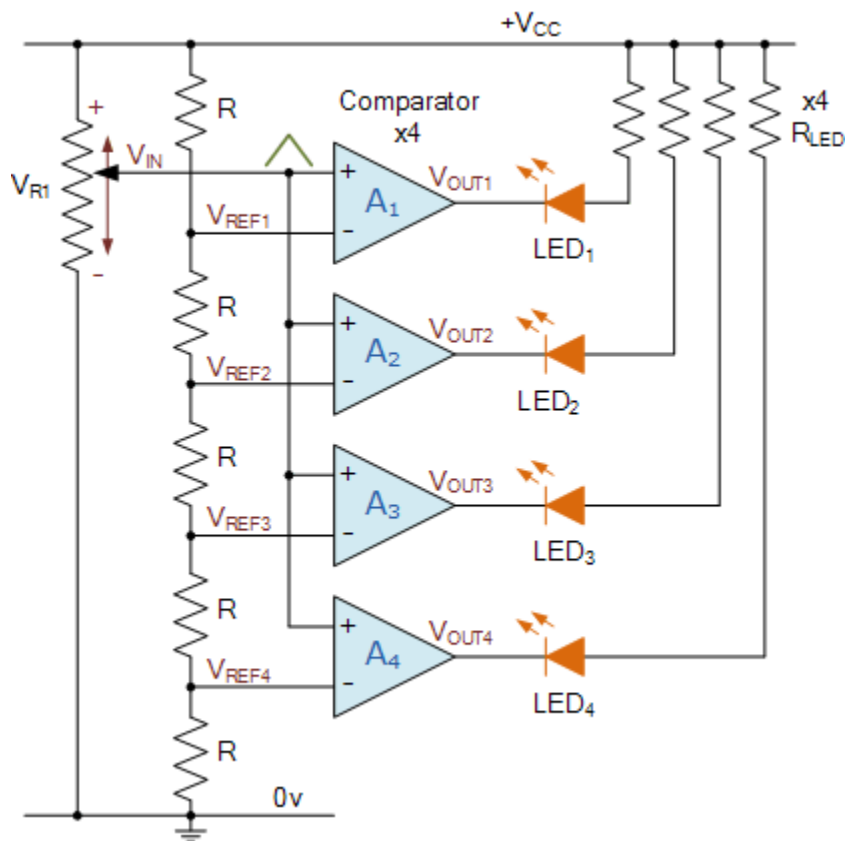 +VCC
+
R
Comparator
x4
x4
RLED
VIN
VR1
+
A1
-
VOUT1
VREF1
LED1
-
R
+
A2
-
VOUT2
VREF2
LED2
R
+
A3
-
VOUT3
VREF3
LED3
R
+
A4
-
VOUT4
VREF4
LED4
R
0v